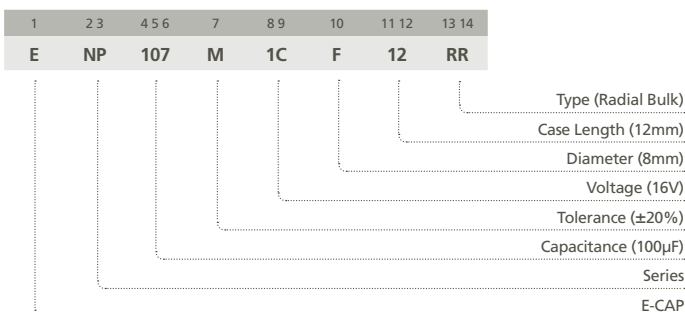 1 2 3 4 5 6 7 8 9 10 11 12 13 14
E NP 107 M 1C F 12 RR
Type (Radial Bulk)
Case Length (12mm)
Diameter (8mm)
Voltage (16V)
Tolerance (±20%)
Capacitance (100µF)
Series
E-CAP